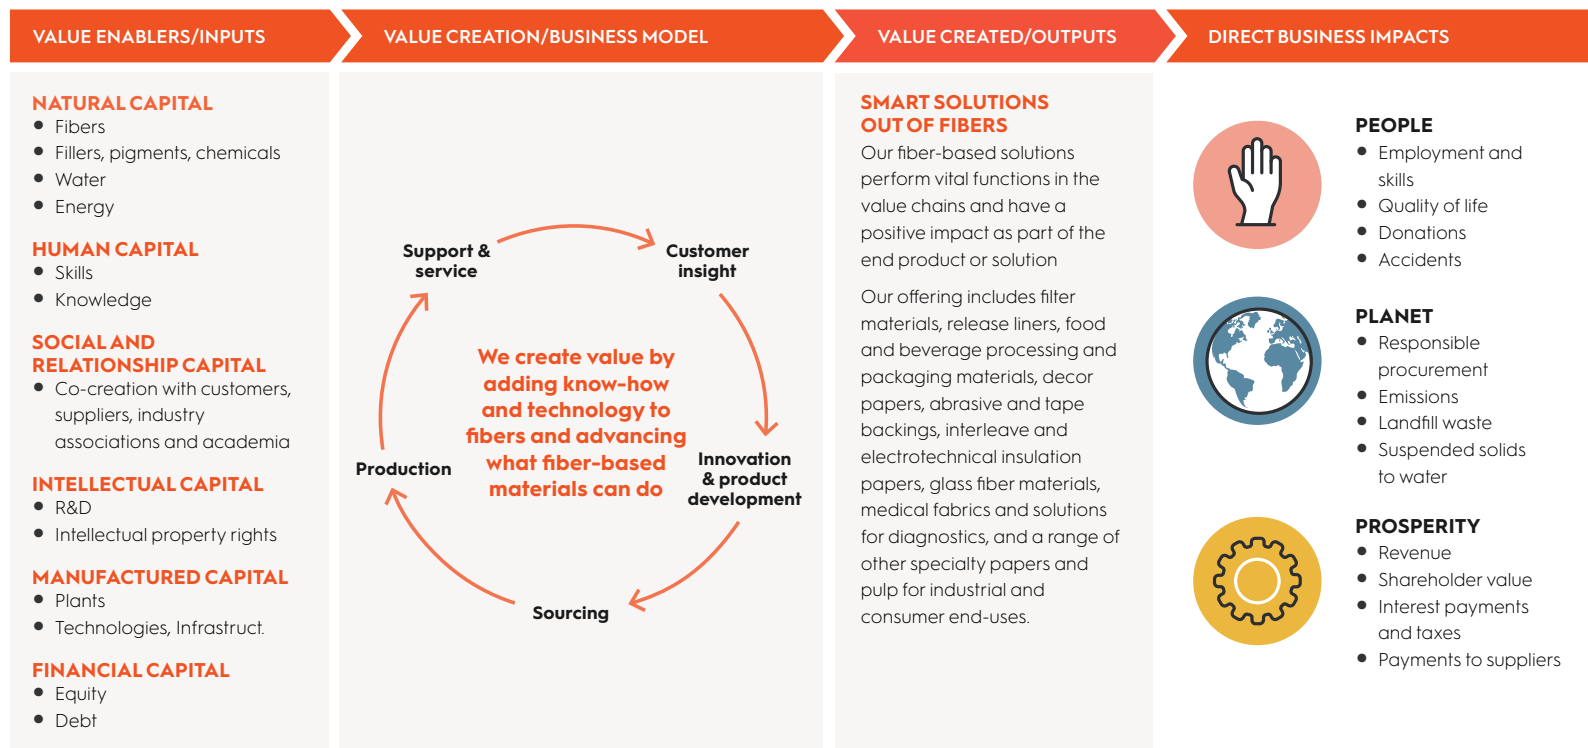 VALUE ENABLERS/INPUTS
VALUE CREATION/BUSINESS MODEL
VALUE CREATED/OUTPUTS
DIRECT BUSINESS IMPACTS
NATURAL CAPITAL
• Fibers
• Fillers, pigments, chemicals
• Water
• Energy
HUMAN CAPITAL
• Skills
• Knowledge
SOCIAL AND
RELATIONSHIP CAPITAL
• Co-creation with customers,
suppliers, industry
associations and academia
INTELLECTUAL CAPITAL
• R&D
• Intellectual property rights
MANUFACTURED CAPITAL
• Plants
• Technologies, Infrastruct.
FINANCIAL CAPITAL
• Equity
• Debt
Support &
service
Customer
insight
Innovation
& product
development
Sourcing
Production
We create value by
adding know-how
and technology to
fibers and advancing
what fiber-based
materials can do
SMART SOLUTIONS
OUT OF FIBERS
Our fiber-based solutions
perform vital functions in the
value chains and have a
positive impact as part of the
end product or solution
Our offering includes filter
materials, release liners, food
and beverage processing and
packaging materials, decor
papers, abrasive and tape
backings, interleave and
electrotechnical insulation
papers, glass fiber materials,
medical fabrics and solutions
for diagnostics, and a range of
other specialty papers and
pulp for industrial and
consumer end-uses.
PEOPLE
• Employment and
skills
• Quality of life
• Donations
• Accidents
PLANET
• Responsible
procurement
• Emissions
• Landfill waste
• Suspended solids
to water
PROSPERITY
• Revenue
• Shareholder value
• Interest payments
and taxes
• Payments to suppliers